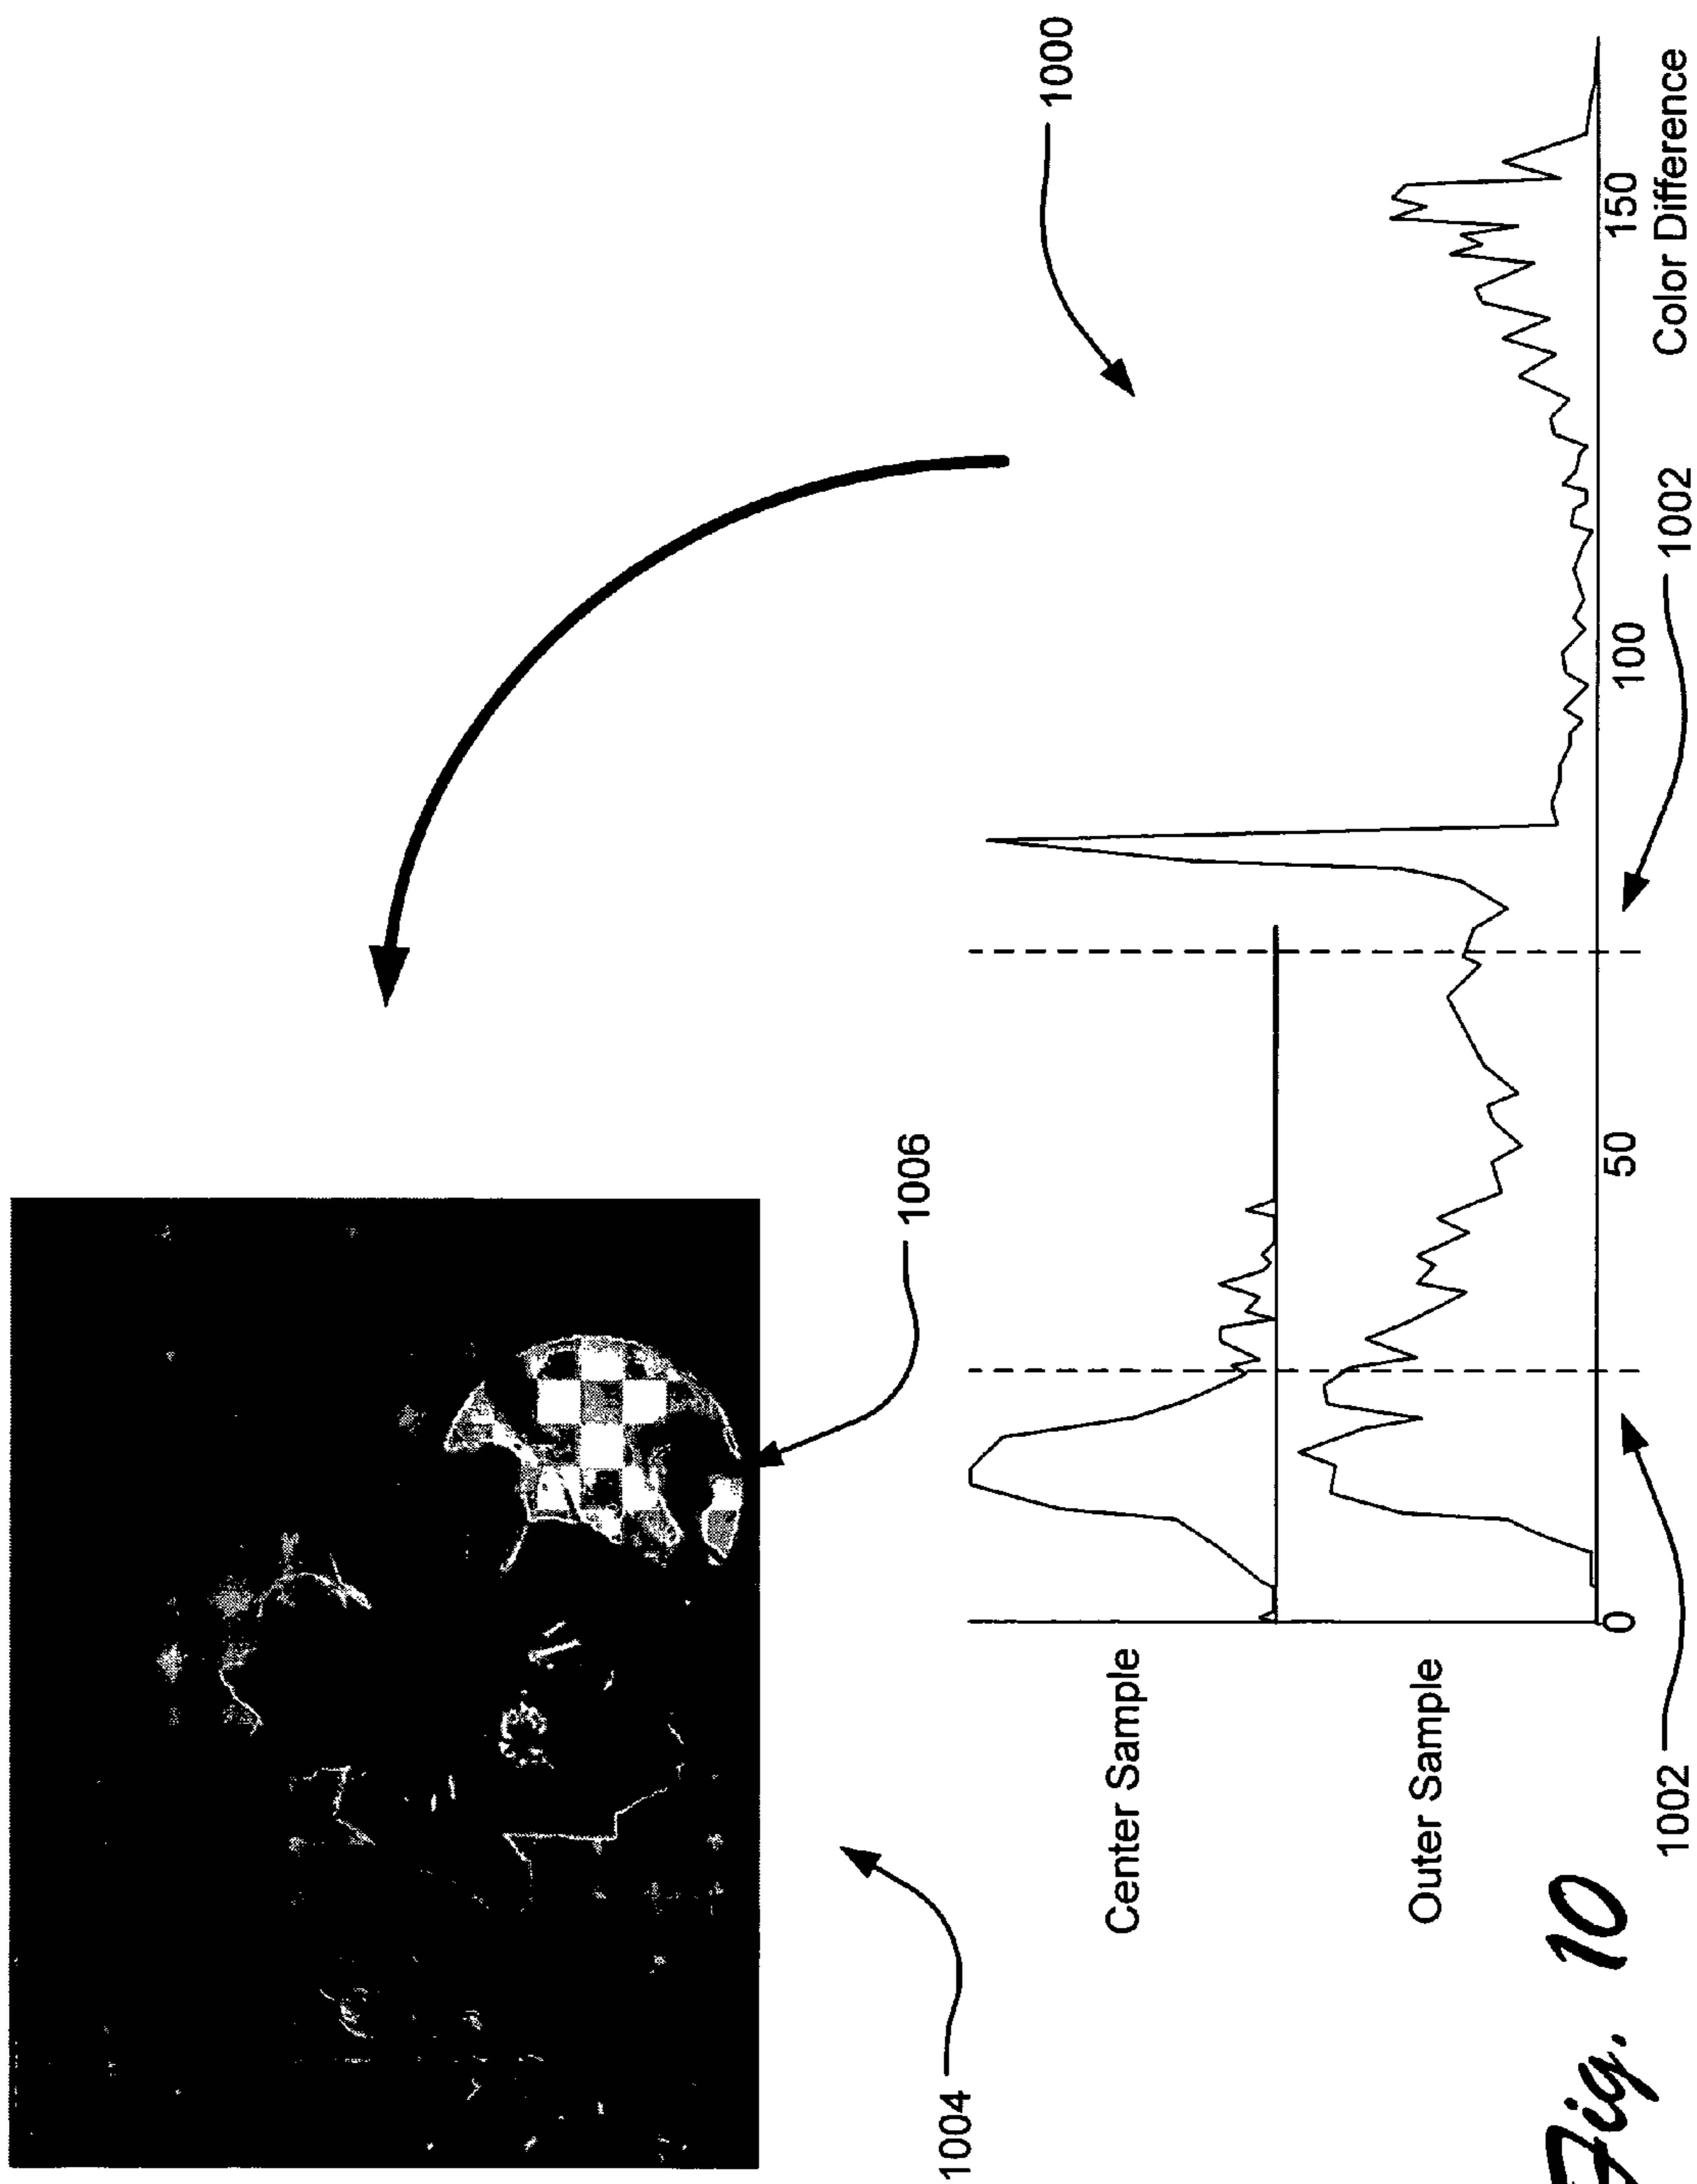 1004
1006
1000
Center Sample
Outer Sample
0
50
100
150
1002
1002
Color Difference
Fig. 10